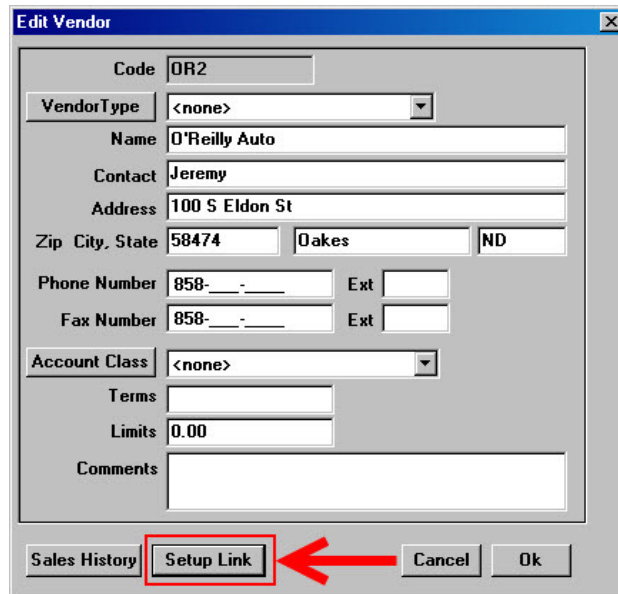 Edit Vendor
Code OR2
VendorType <none>
Name O'Reilly Auto
Contact Jeremy
Address 100 S Eldon St
Zip City, State 58474 Oakes ND
Phone Number 858-___-____ Ext
Fax Number 858-___-____ Ext
Account Class <none>
Terms
Limits 0.00
Comments
Sales History Setup Link Cancel Ok